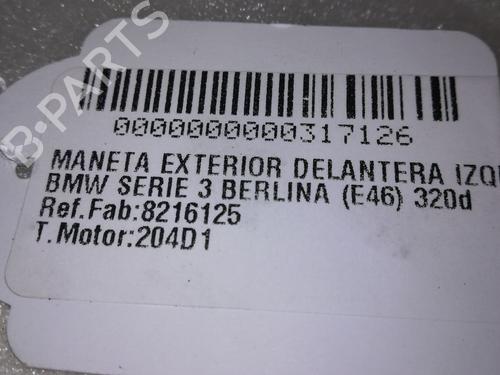 B-PARTS
0000000000317126
MANETA EXTERIOR DELANTERA IZQ
BMW SERIE 3 BERLINA (E46) 320d
Ref.Fab:8216125
T.Motor:204D1